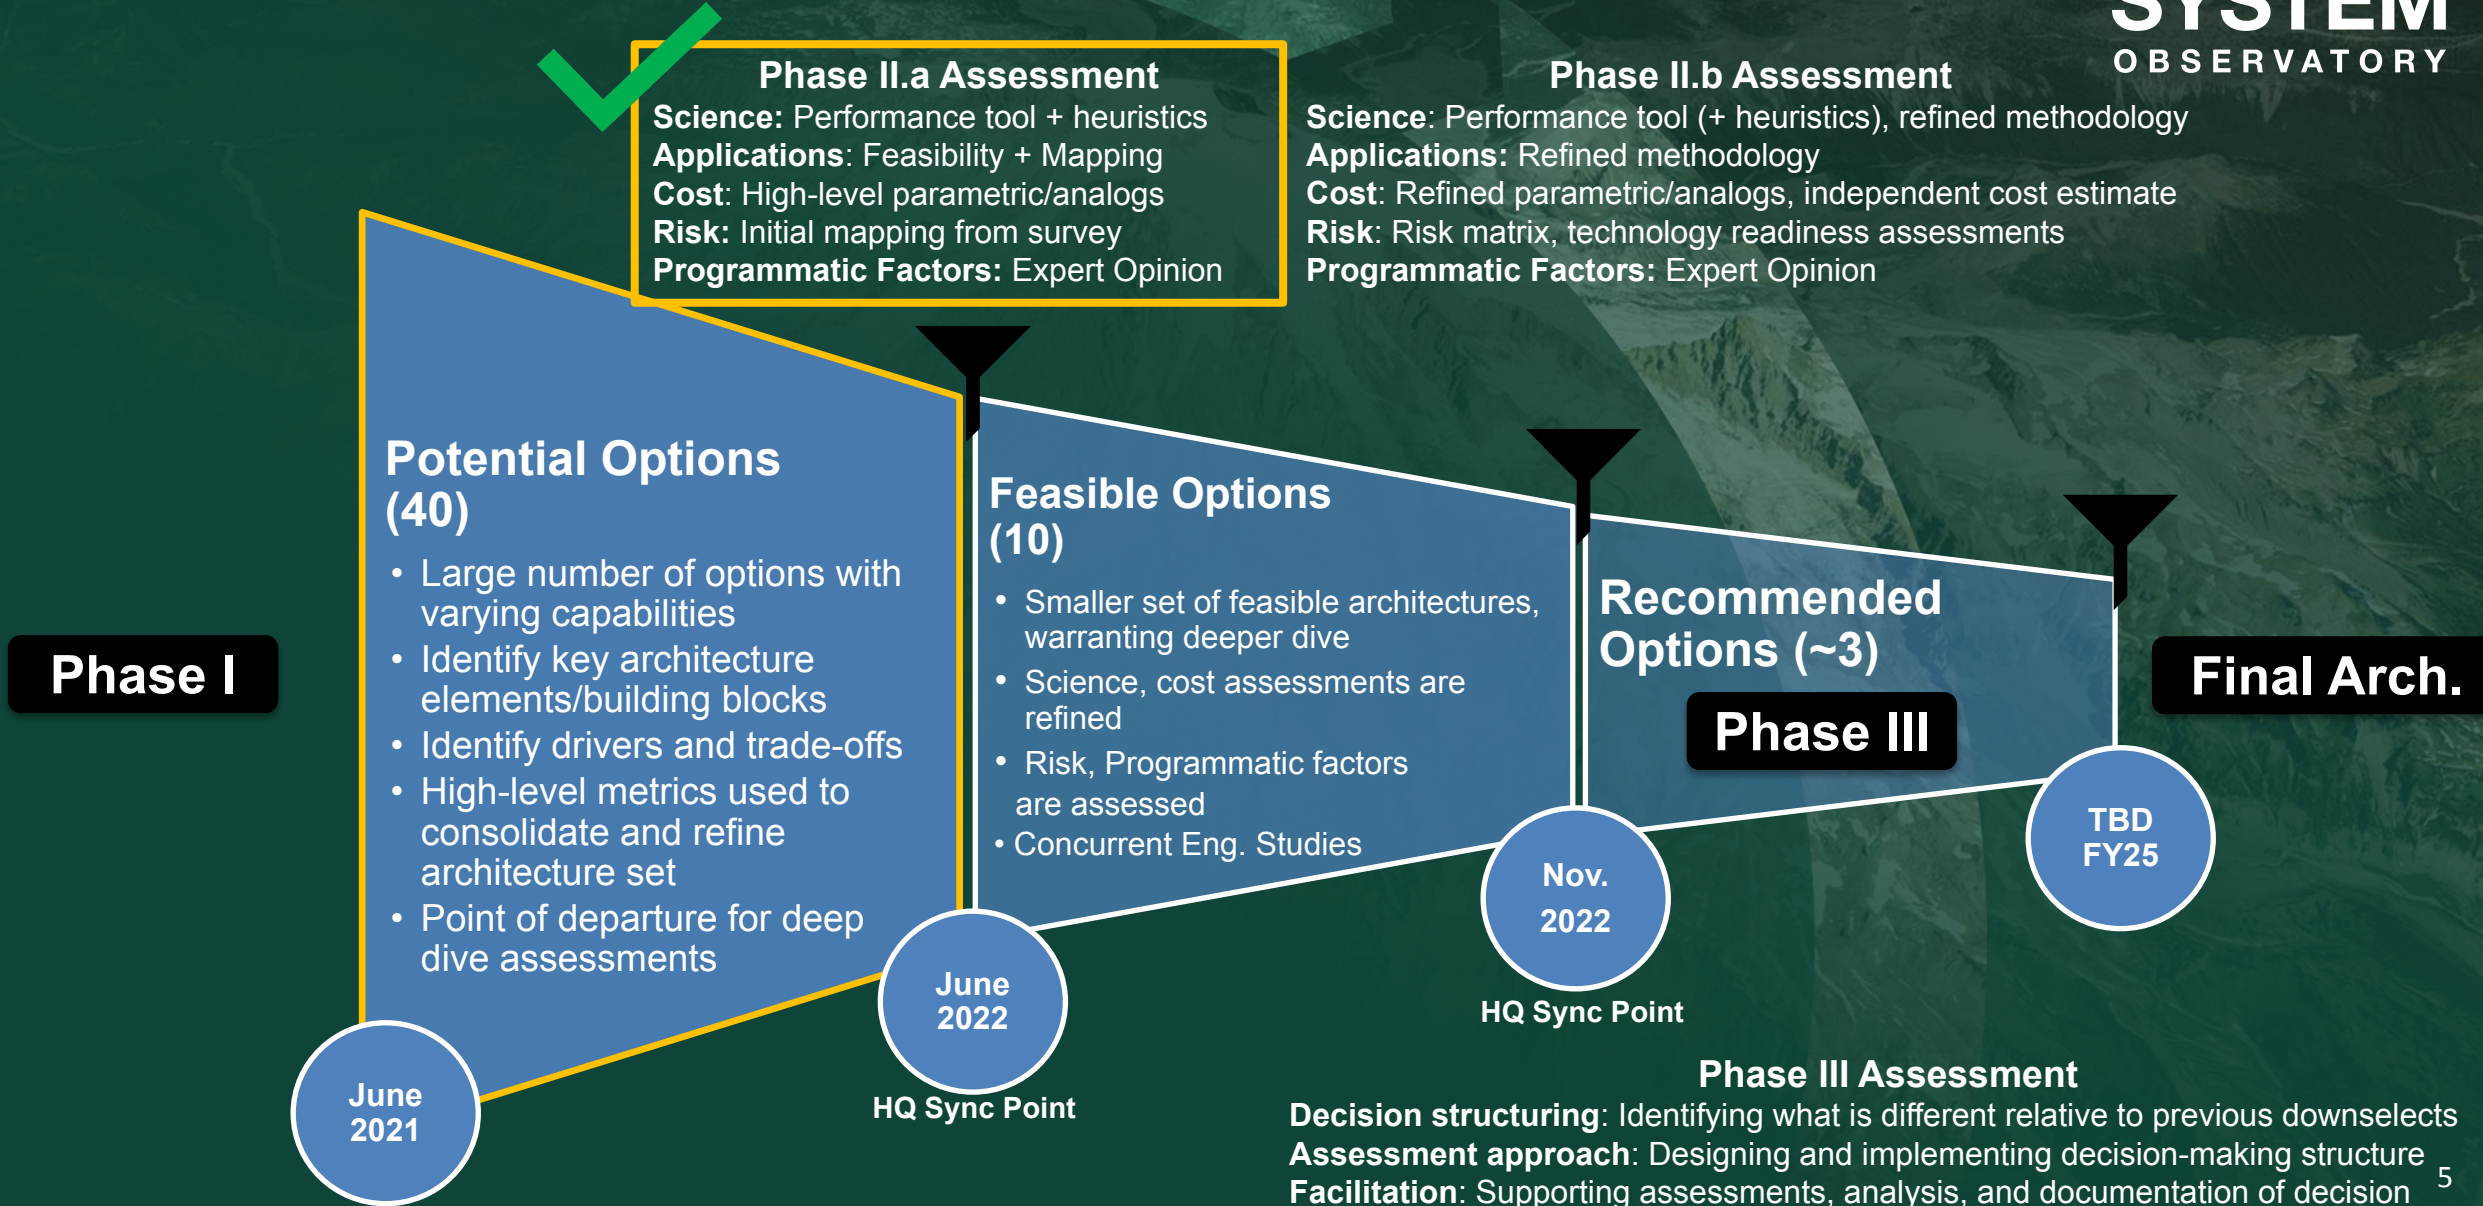 SYSTEM
OBSERVATORY
Phase II.a Assessment
Science: Performance tool + heuristics
Applications: Feasibility + Mapping
Cost: High-level parametric/analogs
Risk: Initial mapping from survey
Programmatic Factors: Expert Opinion
Phase II.b Assessment
Science: Performance tool (+ heuristics), refined methodology
Applications: Refined methodology
Cost: Refined parametric/analogs, independent cost estimate
Risk: Risk matrix, technology readiness assessments
Programmatic Factors: Expert Opinion
Phase I
Potential Options
(40)
• Large number of options with
varying capabilities
• Identify key architecture
elements/building blocks
• Identify drivers and trade-offs
• High-level metrics used to
consolidate and refine
architecture set
• Point of departure for deep
dive assessments
Feasible Options
(10)
• Smaller set of feasible architectures,
warranting deeper dive
• Science, cost assessments are
refined
• Risk, Programmatic factors
are assessed
• Concurrent Eng. Studies
Recommended
Options (~3)
Phase III
Final Arch.
June
2021
June
2022
HQ Sync Point
Nov.
2022
HQ Sync Point
TBD
FY25
Phase III Assessment
Decision structuring: Identifying what is different relative to previous downselects
Assessment approach: Designing and implementing decision-making structure
Facilitation: Supporting assessments, analysis, and documentation of decision
5